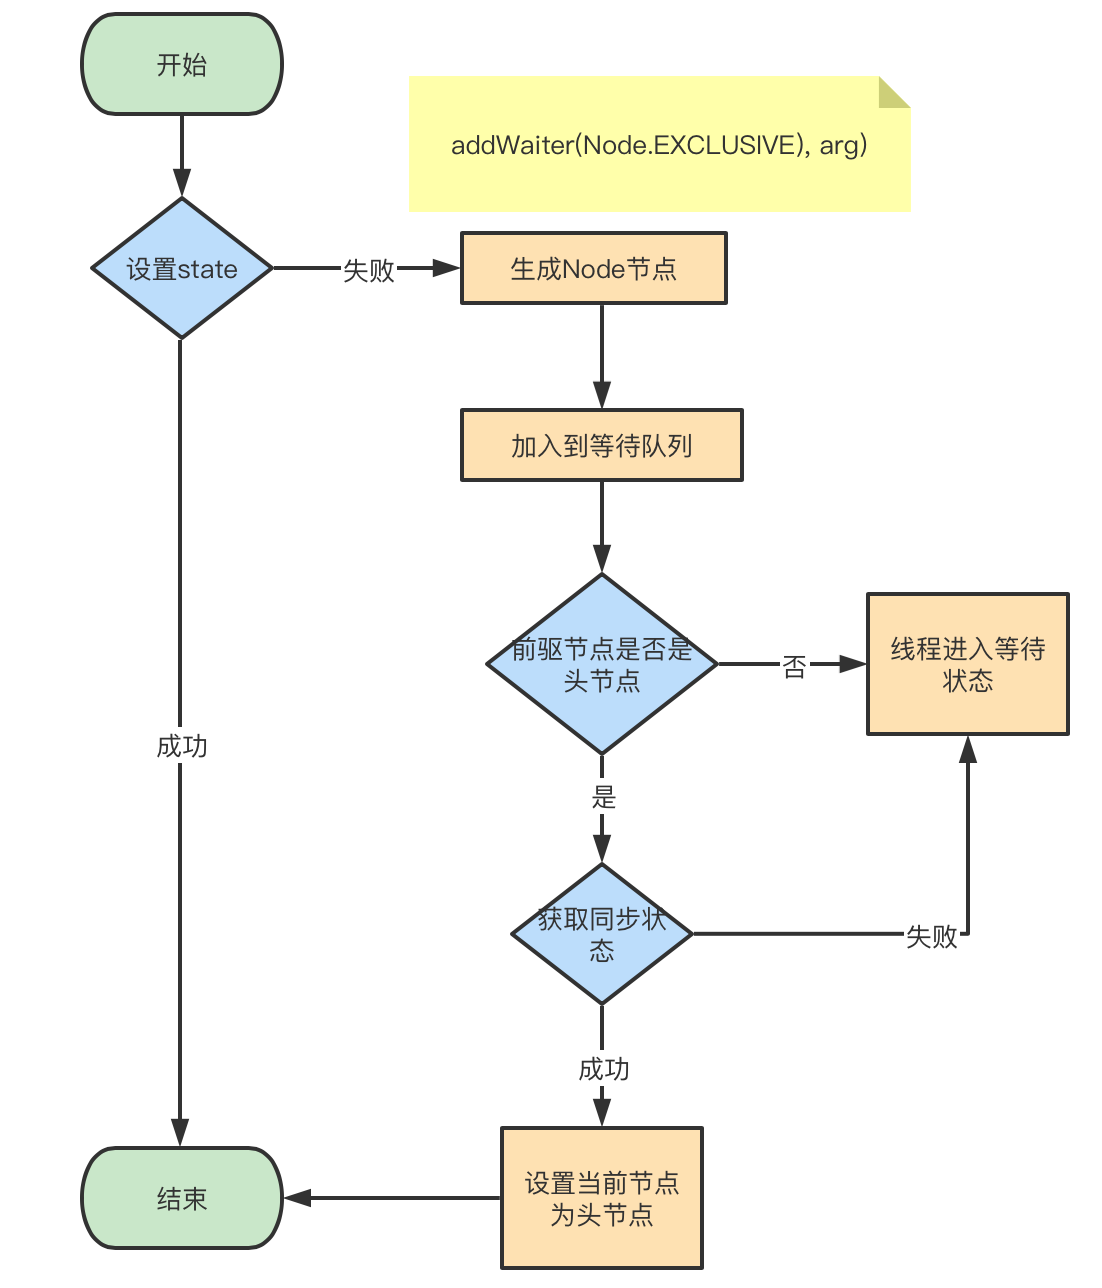 开始
addWaiter(Node.EXCLUSIVE), arg)
设置state
失败
生成Node节点
加入到等待队列
前驱节点是否是
头节点
否
线程进入等待
状态
成功
是
获取同步状
态
失败
成功
设置当前节点
为头节点
结束